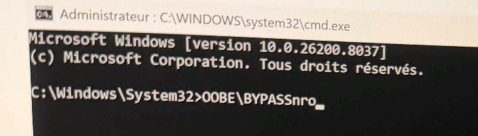 Administrateur : C:\WINDOWS\system32\cmd.exe
Microsoft Windows [version 10.0.26200.8037]
(c) Microsoft Corporation. Tous droits réservés.
C:\Windows\System32>OOBE\BYPASSnro_